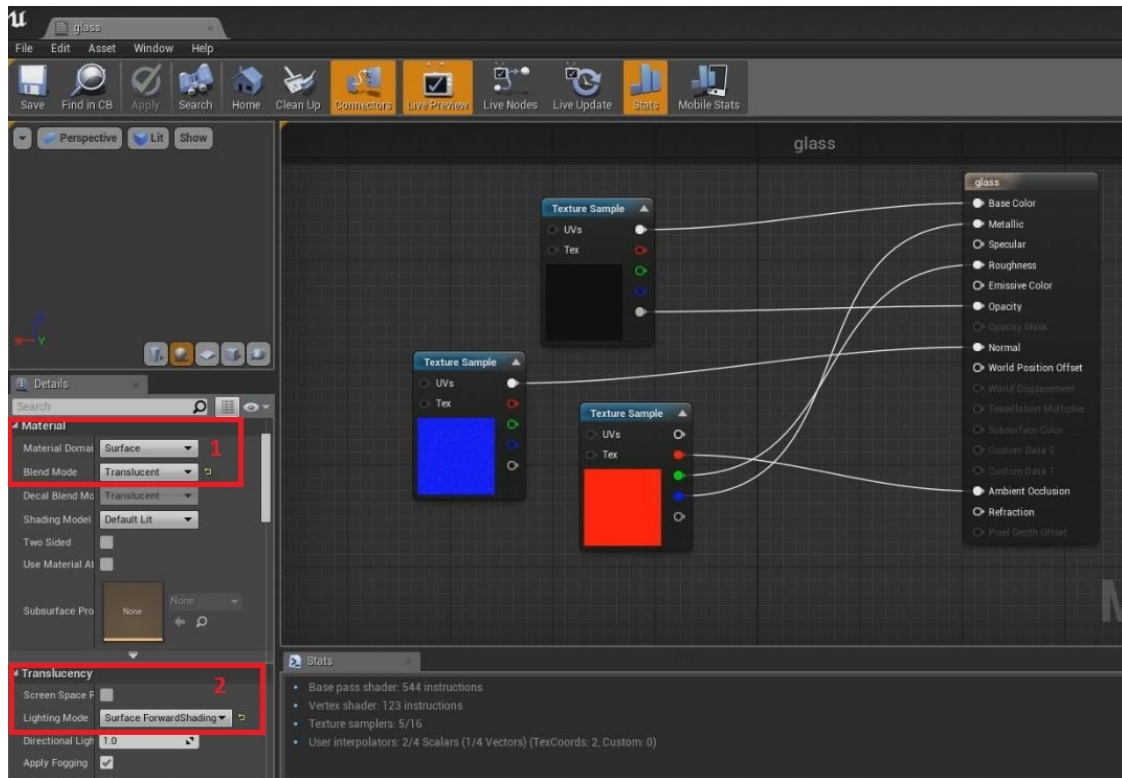 glass
File Edit Asset Window Help
Save Find in CB Apply Search Home Clean Up Connectors Live Preview Live Nodes Live Update Stats Mobile Stats
Perspective Lit Show
glass
Texture Sample
UVs
Tex
glass
Base Color
Metallic
Specular
Roughness
Emissive Color
Opacity
Opacity Mask
Normal
World Position Offset
World Displacement
Tessellation Multiplier
Subsurface Color
Custom Data 0
Custom Data 1
Ambient Occlusion
Refraction
Pixel Depth Offset
Texture Sample
UVs
Tex
Texture Sample
UVs
Tex
M
X Y
Details
Search
Material
1
Material Domai Surface
Blend Mode Translucent
Decal Blend Mo Translucent
Shading Model Default Lit
Two Sided
Use Material At
Subsurface Pro None None
Translucency
2
Screen Space F
Lighting Mode Surface ForwardShading
Directional Ligh 1.0
Apply Fogging
Stats
Base pass shader: 544 instructions
Vertex shader: 123 instructions
Texture samplers: 5/16
User interpolators: 2/4 Scalars (1/4 Vectors) (TexCoords: 2, Custom: 0)